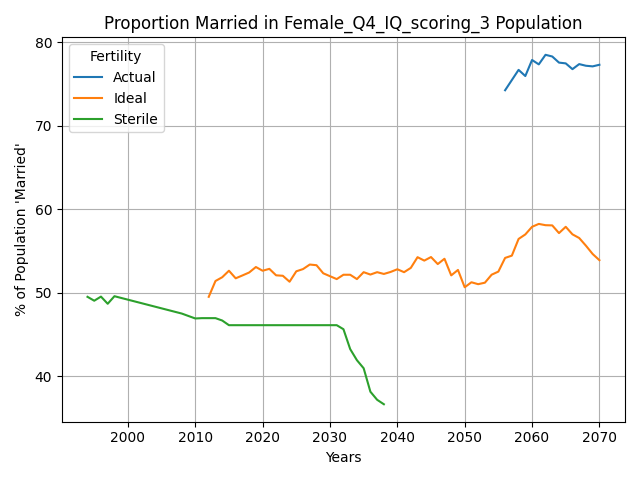 Proportion Married in Female_Q4_IQ_scoring_3 Population
Fertility
Actual
Ideal
Sterile
% of Population 'Married'
80
70
60
50
40
2000 2010 2020 2030 2040 2050 2060 2070
Years